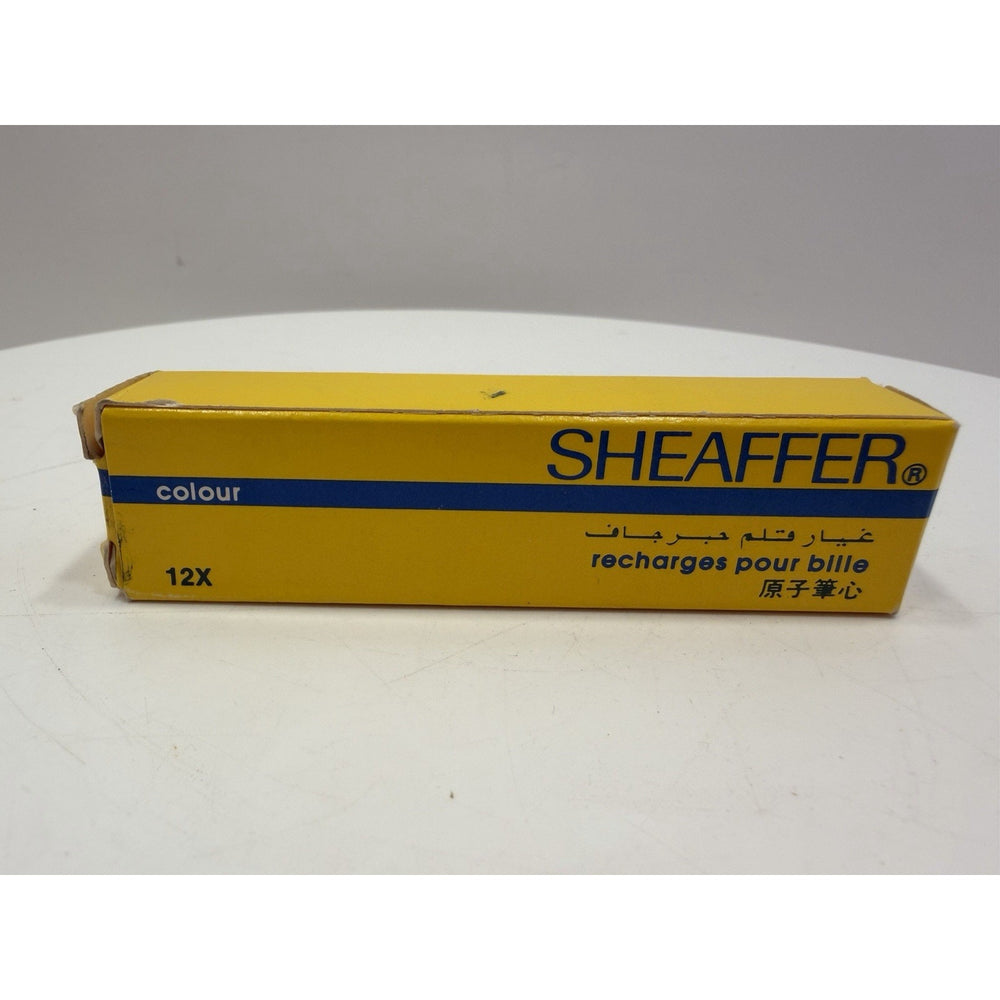 SHEAFFER®
colour
غيار قلم حبر جاف
recharges pour bille
12X
原子筆心